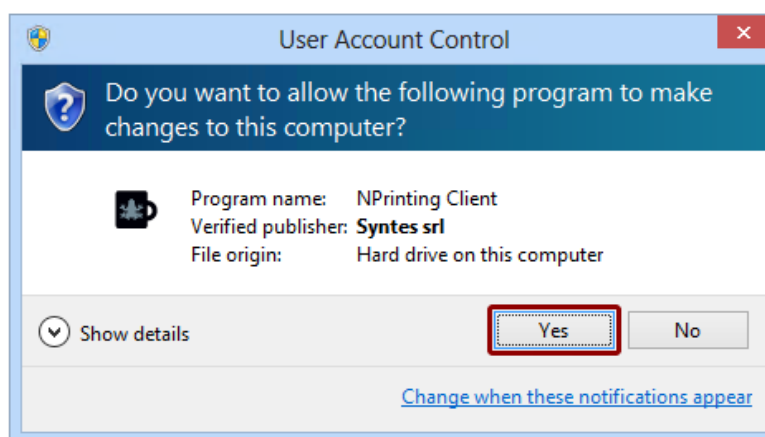 User Account Control
Do you want to allow the following program to make
changes to this computer?
Program name: NPrinting Client
Verified publisher: Syntes srl
File origin: Hard drive on this computer
Show details Yes No
Change when these notifications appear